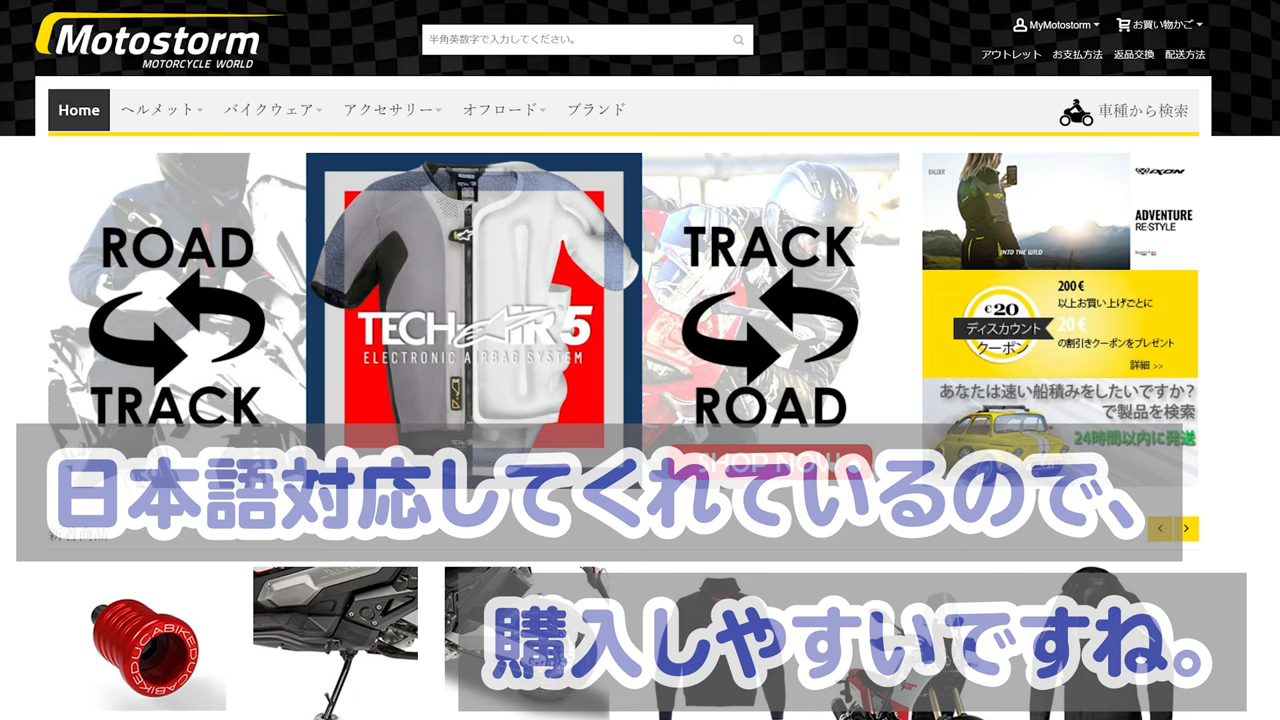 Motostorm
MOTORCYCLE WORLD
半角英数字で入力してください。
MyMotostorm
お買い物かご
アウトレット お支払方法 返品交換 配送方法
Home ヘルメット バイクウェア アクセサリー オフロード ブランド
車種から検索
ROAD
TRACK
TECH-AIR 5
ELECTRONIC AIRBAG SYSTEM
TRACK
ROAD
SHOP NOW
INTO THE WILD
IXON
ADVENTURE
RE-STYLE
€20
ディスカウント
クーポン
200 €
以上お買い上げごとに
20 €
の割引きクーポンをプレゼント
詳細 >>
あなたは速い船積みをしたいですか?
で製品を検索
24時間以内に発送
日本語対応してくれているので、
新着商品
DUCABIKE
購入しやすいですね。